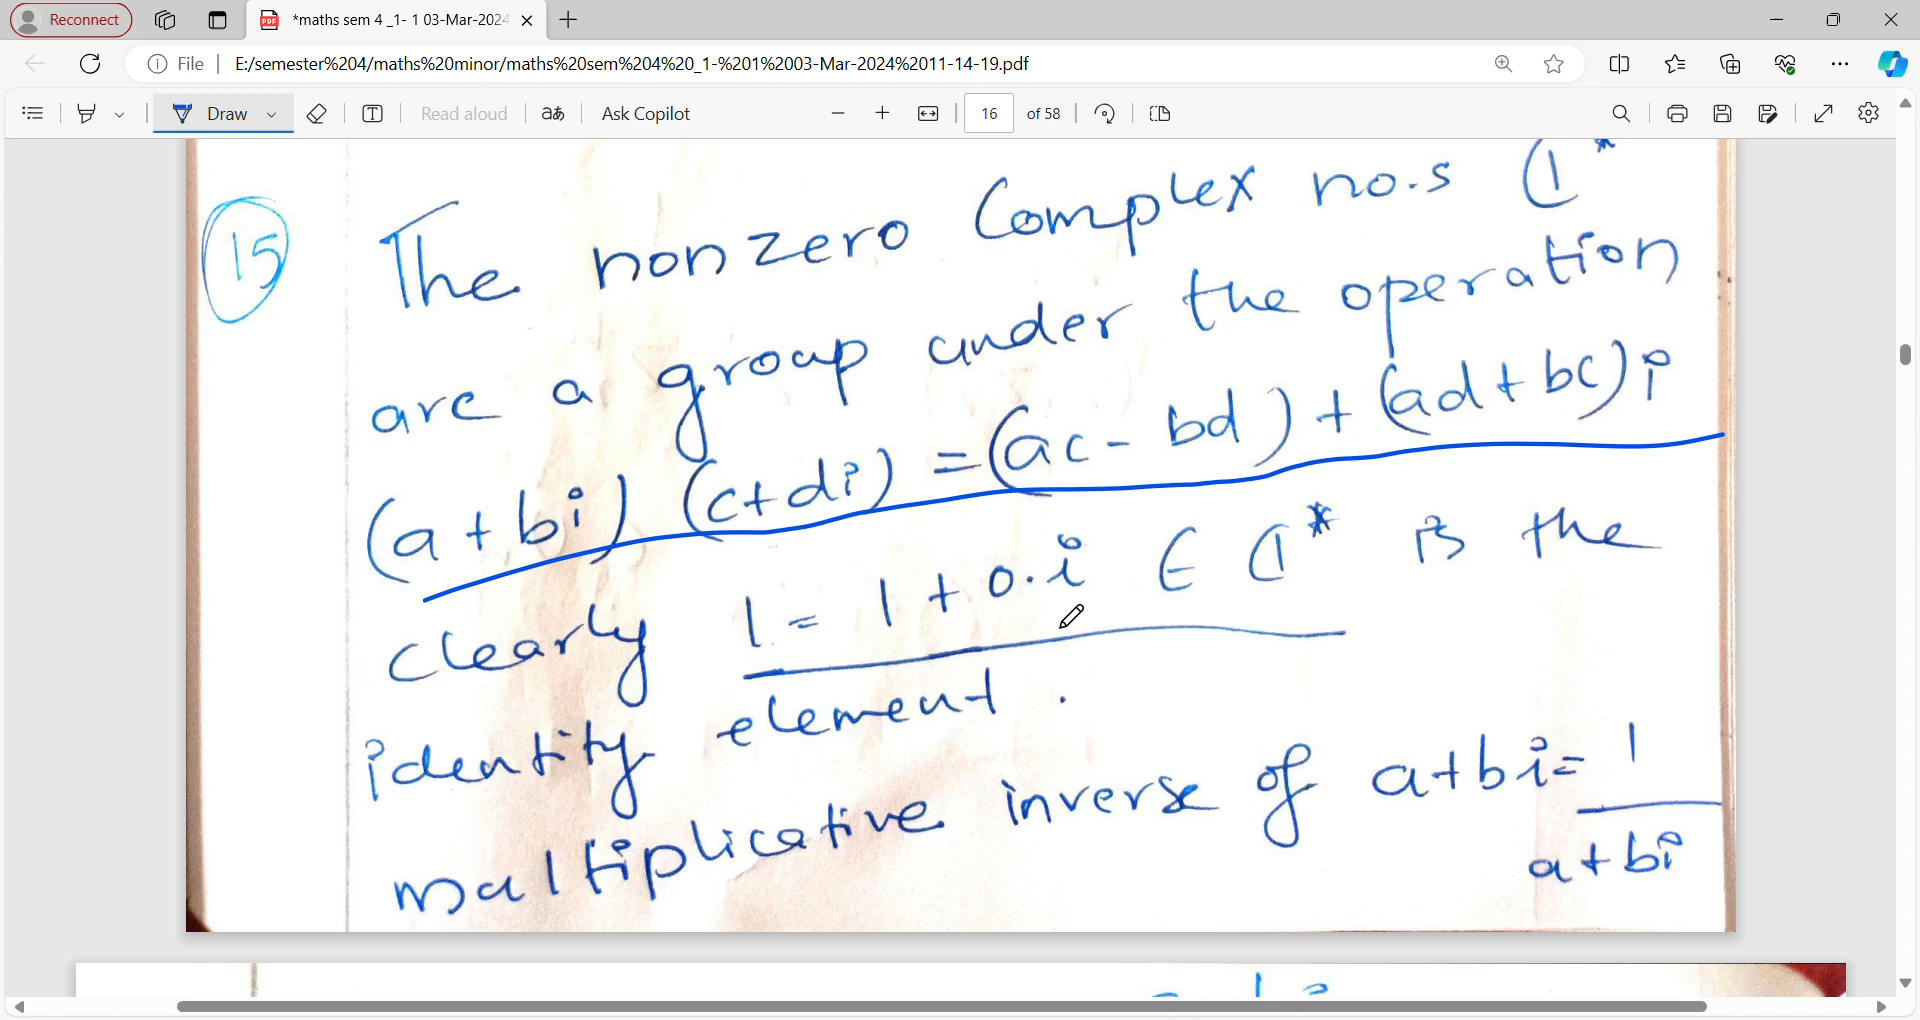 Reconnect
*maths sem 4 _1- 1 03-Mar-2024
File
E:/semester%204/maths%20minor/maths%20sem%204%20_1-%201%2003-Mar-2024%2011-14-19.pdf
Draw
Read aloud
aあ
Ask Copilot
16 of 58
15
The nonzero Complex no.s ℂ*
are a group under the operation
(a+bi) (c+di) = (ac-bd) + (ad+bc)i
clearly 1 = 1 + 0.i ∈ ℂ* is the
identity element.
multiplicative inverse of a+bi = 1
a+bi